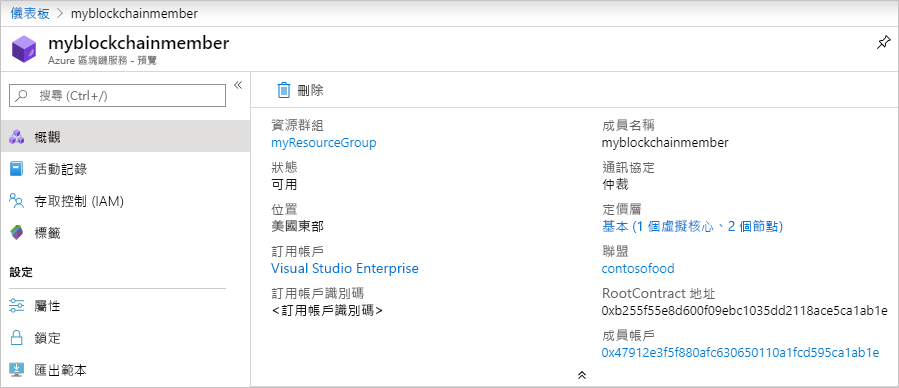 儀表板 > myblockchainmember
myblockchainmember
Azure 區塊鏈服務 - 預覽
搜尋 (Ctrl+/)
«
概觀
活動記錄
存取控制 (IAM)
標籤
設定
屬性
鎖定
匯出範本
刪除
資源群組
myResourceGroup
狀態
可用
位置
美國東部
訂用帳戶
Visual Studio Enterprise
訂用帳戶識別碼
<訂用帳戶識別碼>
成員名稱
myblockchainmember
通訊協定
仲裁
定價層
基本 (1 個虛擬核心、2 個節點)
聯盟
contosofood
RootContract 地址
0xb255f55e8d600f09ebc1035dd2118ace5ca1ab1e
成員帳戶
0x47912e3f5f880afc630650110a1fcd595ca1ab1e